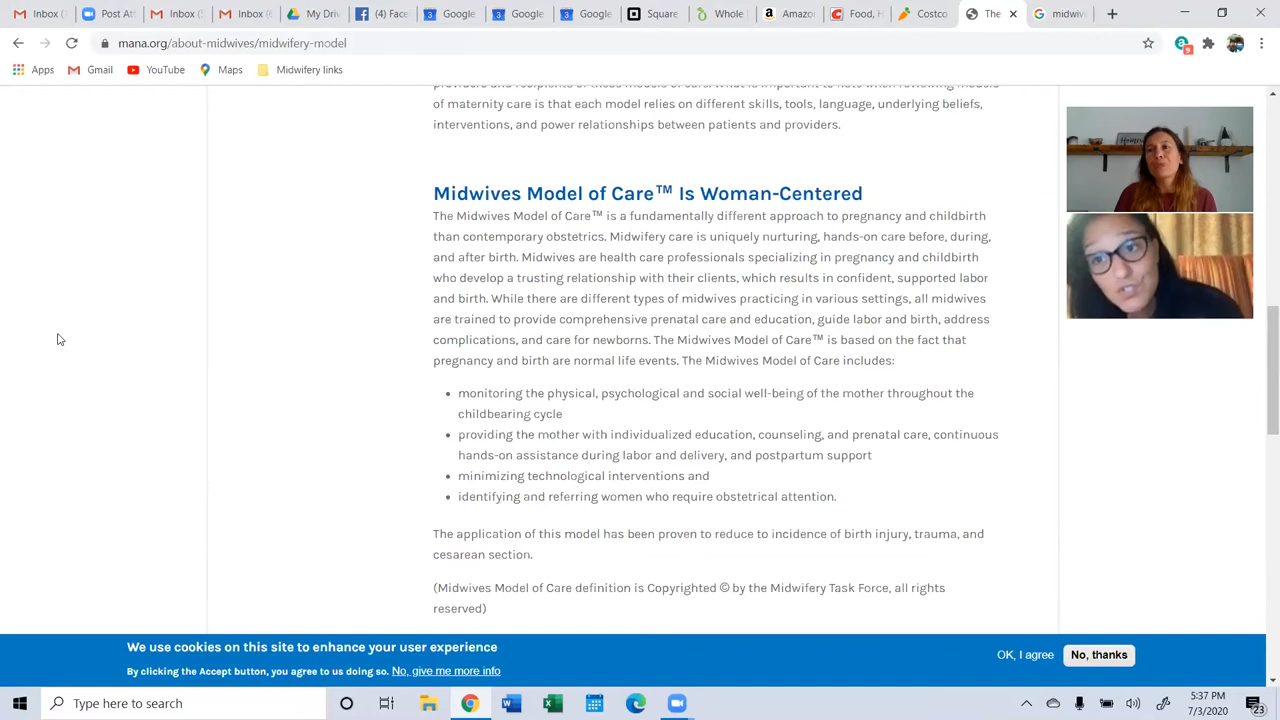 Inbox (
Post Att
Inbox (5
Inbox (6
My Driv
(4) Face
Google
Google
Google
Square
Whole
Amazon
Food, H
Costco
The
midwive
mana.org/about-midwives/midwifery-model
Apps
Gmail
YouTube
Maps
Midwifery links
of maternity care is that each model relies on different skills, tools, language, underlying beliefs,
interventions, and power relationships between patients and providers.
Midwives Model of Care™ Is Woman-Centered
The Midwives Model of Care™ is a fundamentally different approach to pregnancy and childbirth
than contemporary obstetrics. Midwifery care is uniquely nurturing, hands-on care before, during,
and after birth. Midwives are health care professionals specializing in pregnancy and childbirth
who develop a trusting relationship with their clients, which results in confident, supported labor
and birth. While there are different types of midwives practicing in various settings, all midwives
are trained to provide comprehensive prenatal care and education, guide labor and birth, address
complications, and care for newborns. The Midwives Model of Care™ is based on the fact that
pregnancy and birth are normal life events. The Midwives Model of Care includes:
• monitoring the physical, psychological and social well-being of the mother throughout the
childbearing cycle
• providing the mother with individualized education, counseling, and prenatal care, continuous
hands-on assistance during labor and delivery, and postpartum support
• minimizing technological interventions and
• identifying and referring women who require obstetrical attention.
The application of this model has been proven to reduce to incidence of birth injury, trauma, and
cesarean section.
(Midwives Model of Care definition is Copyrighted © by the Midwifery Task Force, all rights
reserved)
We use cookies on this site to enhance your user experience
By clicking the Accept button, you agree to us doing so. No, give me more info
OK, I agree
No, thanks
Type here to search
5:37 PM
7/3/2020
23